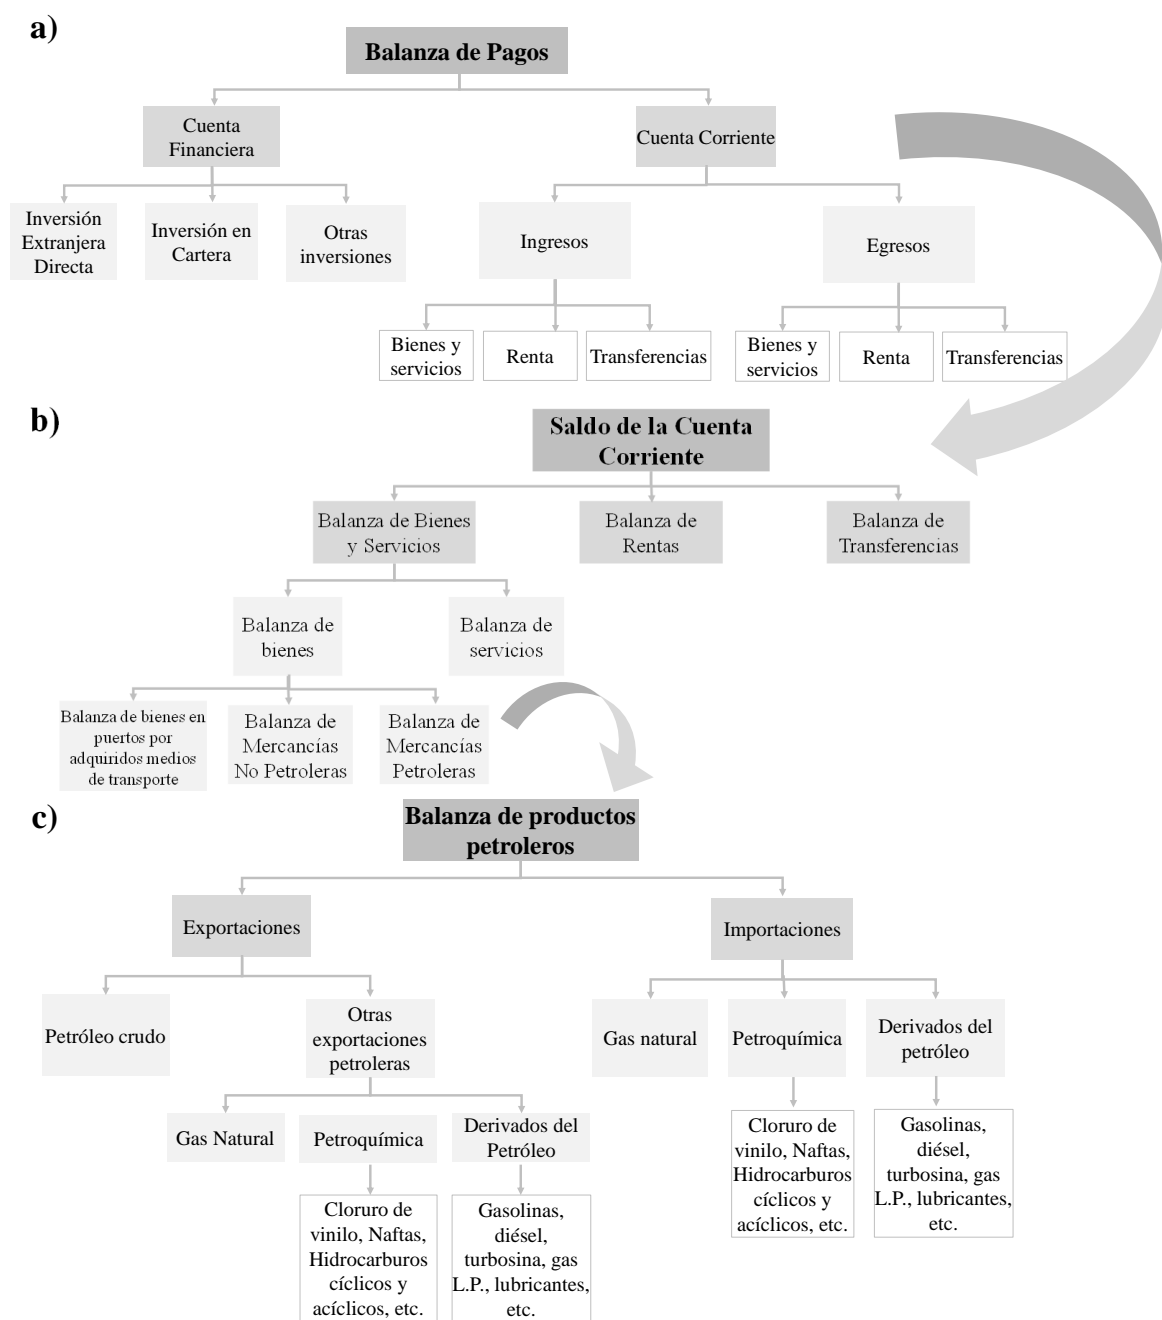 a)
Balanza de Pagos
Cuenta
Financiera
Cuenta Corriente
Inversión
Extranjera
Directa
Inversión en
Cartera
Otras
inversiones
Ingresos
Egresos
Bienes y
servicios
Renta
Transferencias
Bienes y
servicios
Renta
Transferencias
b)
Saldo de la Cuenta
Corriente
Balanza de Bienes
y Servicios
Balanza de
Rentas
Balanza de
Transferencias
Balanza de
bienes
Balanza de
servicios
Balanza de bienes en
puertos por
adquiridos medios
de transporte
Balanza de
Mercancías
No Petroleras
Balanza de
Mercancías
Petroleras
c)
Balanza de productos
petroleros
Exportaciones
Importaciones
Petróleo crudo
Otras
exportaciones
petroleras
Gas natural
Petroquímica
Derivados del
petróleo
Gas Natural
Petroquímica
Derivados del
Petróleo
Cloruro de
vinilo, Naftas,
Hidrocarburos
cíclicos y
acíclicos, etc.
Gasolinas,
diésel,
turbosina, gas
L.P., lubricantes,
etc.
Cloruro de
vinilo, Naftas,
Hidrocarburos
cíclicos y
acíclicos, etc.
Gasolinas,
diésel,
turbosina, gas
L.P., lubricantes,
etc.